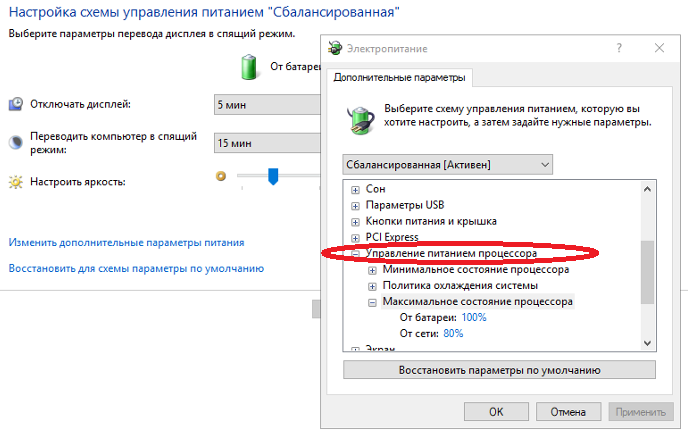 Настройка схемы управления питанием "Сбалансированная"
Выберите параметры перевода дисплея в спящий режим.
От батареи
Отключать дисплей:
5 мин
Переводить компьютер в спящий
режим:
15 мин
Настроить яркость:
Изменить дополнительные параметры питания
Восстановить для схемы параметры по умолчанию
Электропитание
Дополнительные параметры
Выберите схему управления питанием, которую вы
хотите настроить, а затем задайте нужные параметры.
Сбалансированная [Активен]
Сон
Параметры USB
Кнопки питания и крышка
PCI Express
Управление питанием процессора
Минимальное состояние процессора
Политика охлаждения системы
Максимальное состояние процессора
От батареи: 100%
От сети: 80%
Экран
Восстановить параметры по умолчанию
ОК
Отмена
Применить